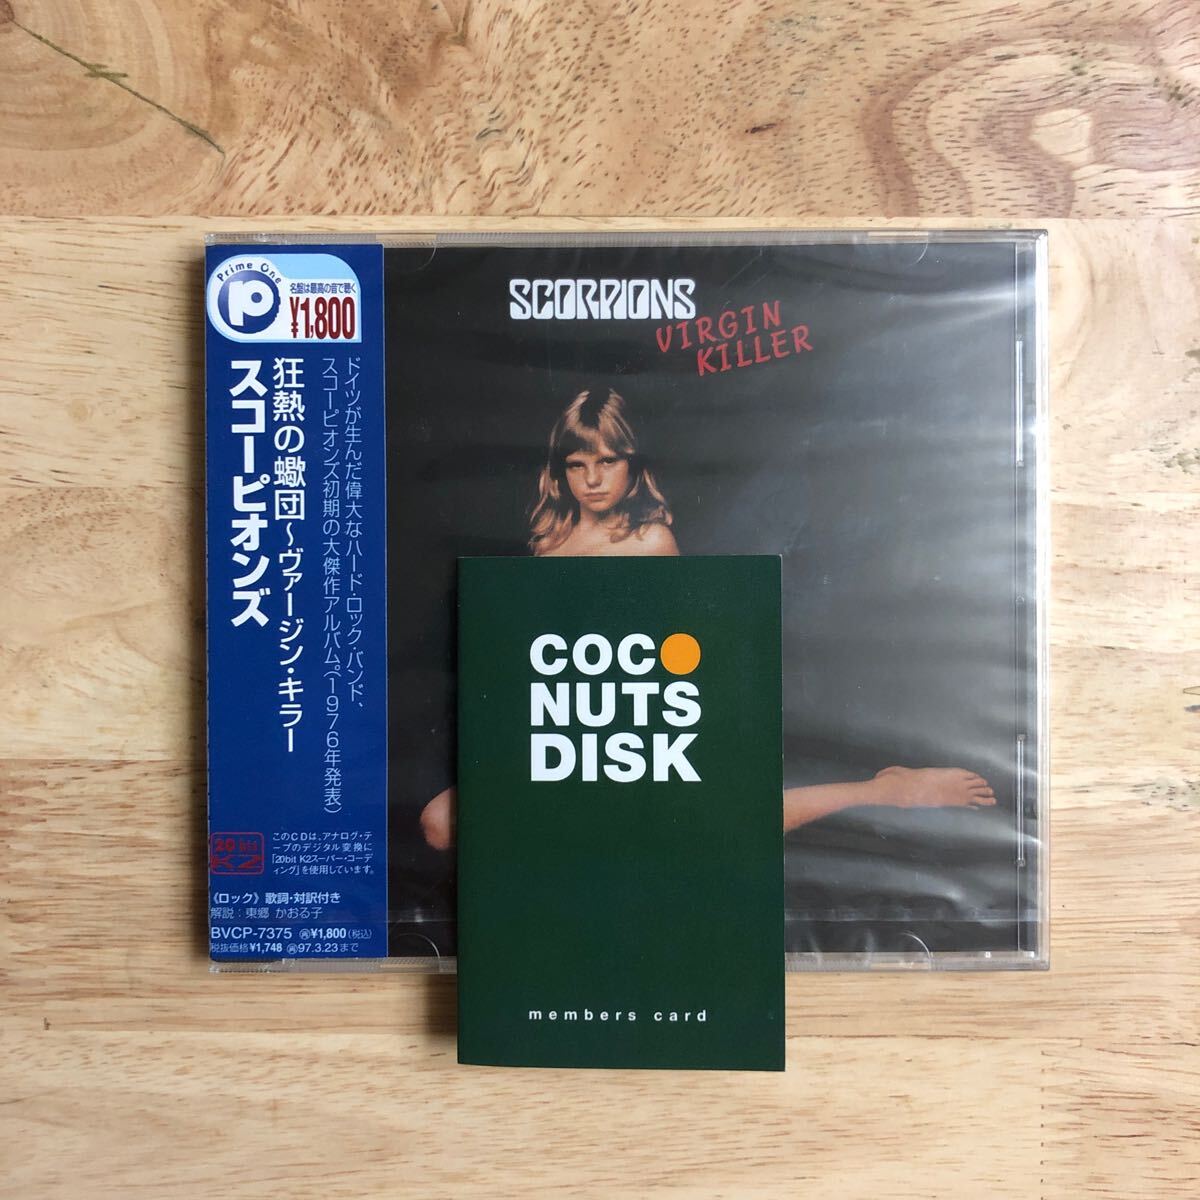 Prime One
p
名盤は最高の音で聴く
¥1,800
ドイツが生んだ偉大なハード・ロック・バンド、
スコーピオンズ初期の大傑作アルバム。(1976年発表)
狂熱の蠍団~ヴァージン・キラー
スコーピオンズ
20 bit
K2
このCDは、アナログ・テ
ープのデジタル変換に
「20bit K2スーパー・コーデ
ィング」を使用しています。
《ロック》 歌詞・対訳付き
解説:東郷 かおる子
BVCP-7375 ㊢¥1,800(税込)
税抜価格¥1,748 ㊢97.3.23まで
SCORPIONS
VIRGIN
KILLER
COCO
NUTS
DISK
members card